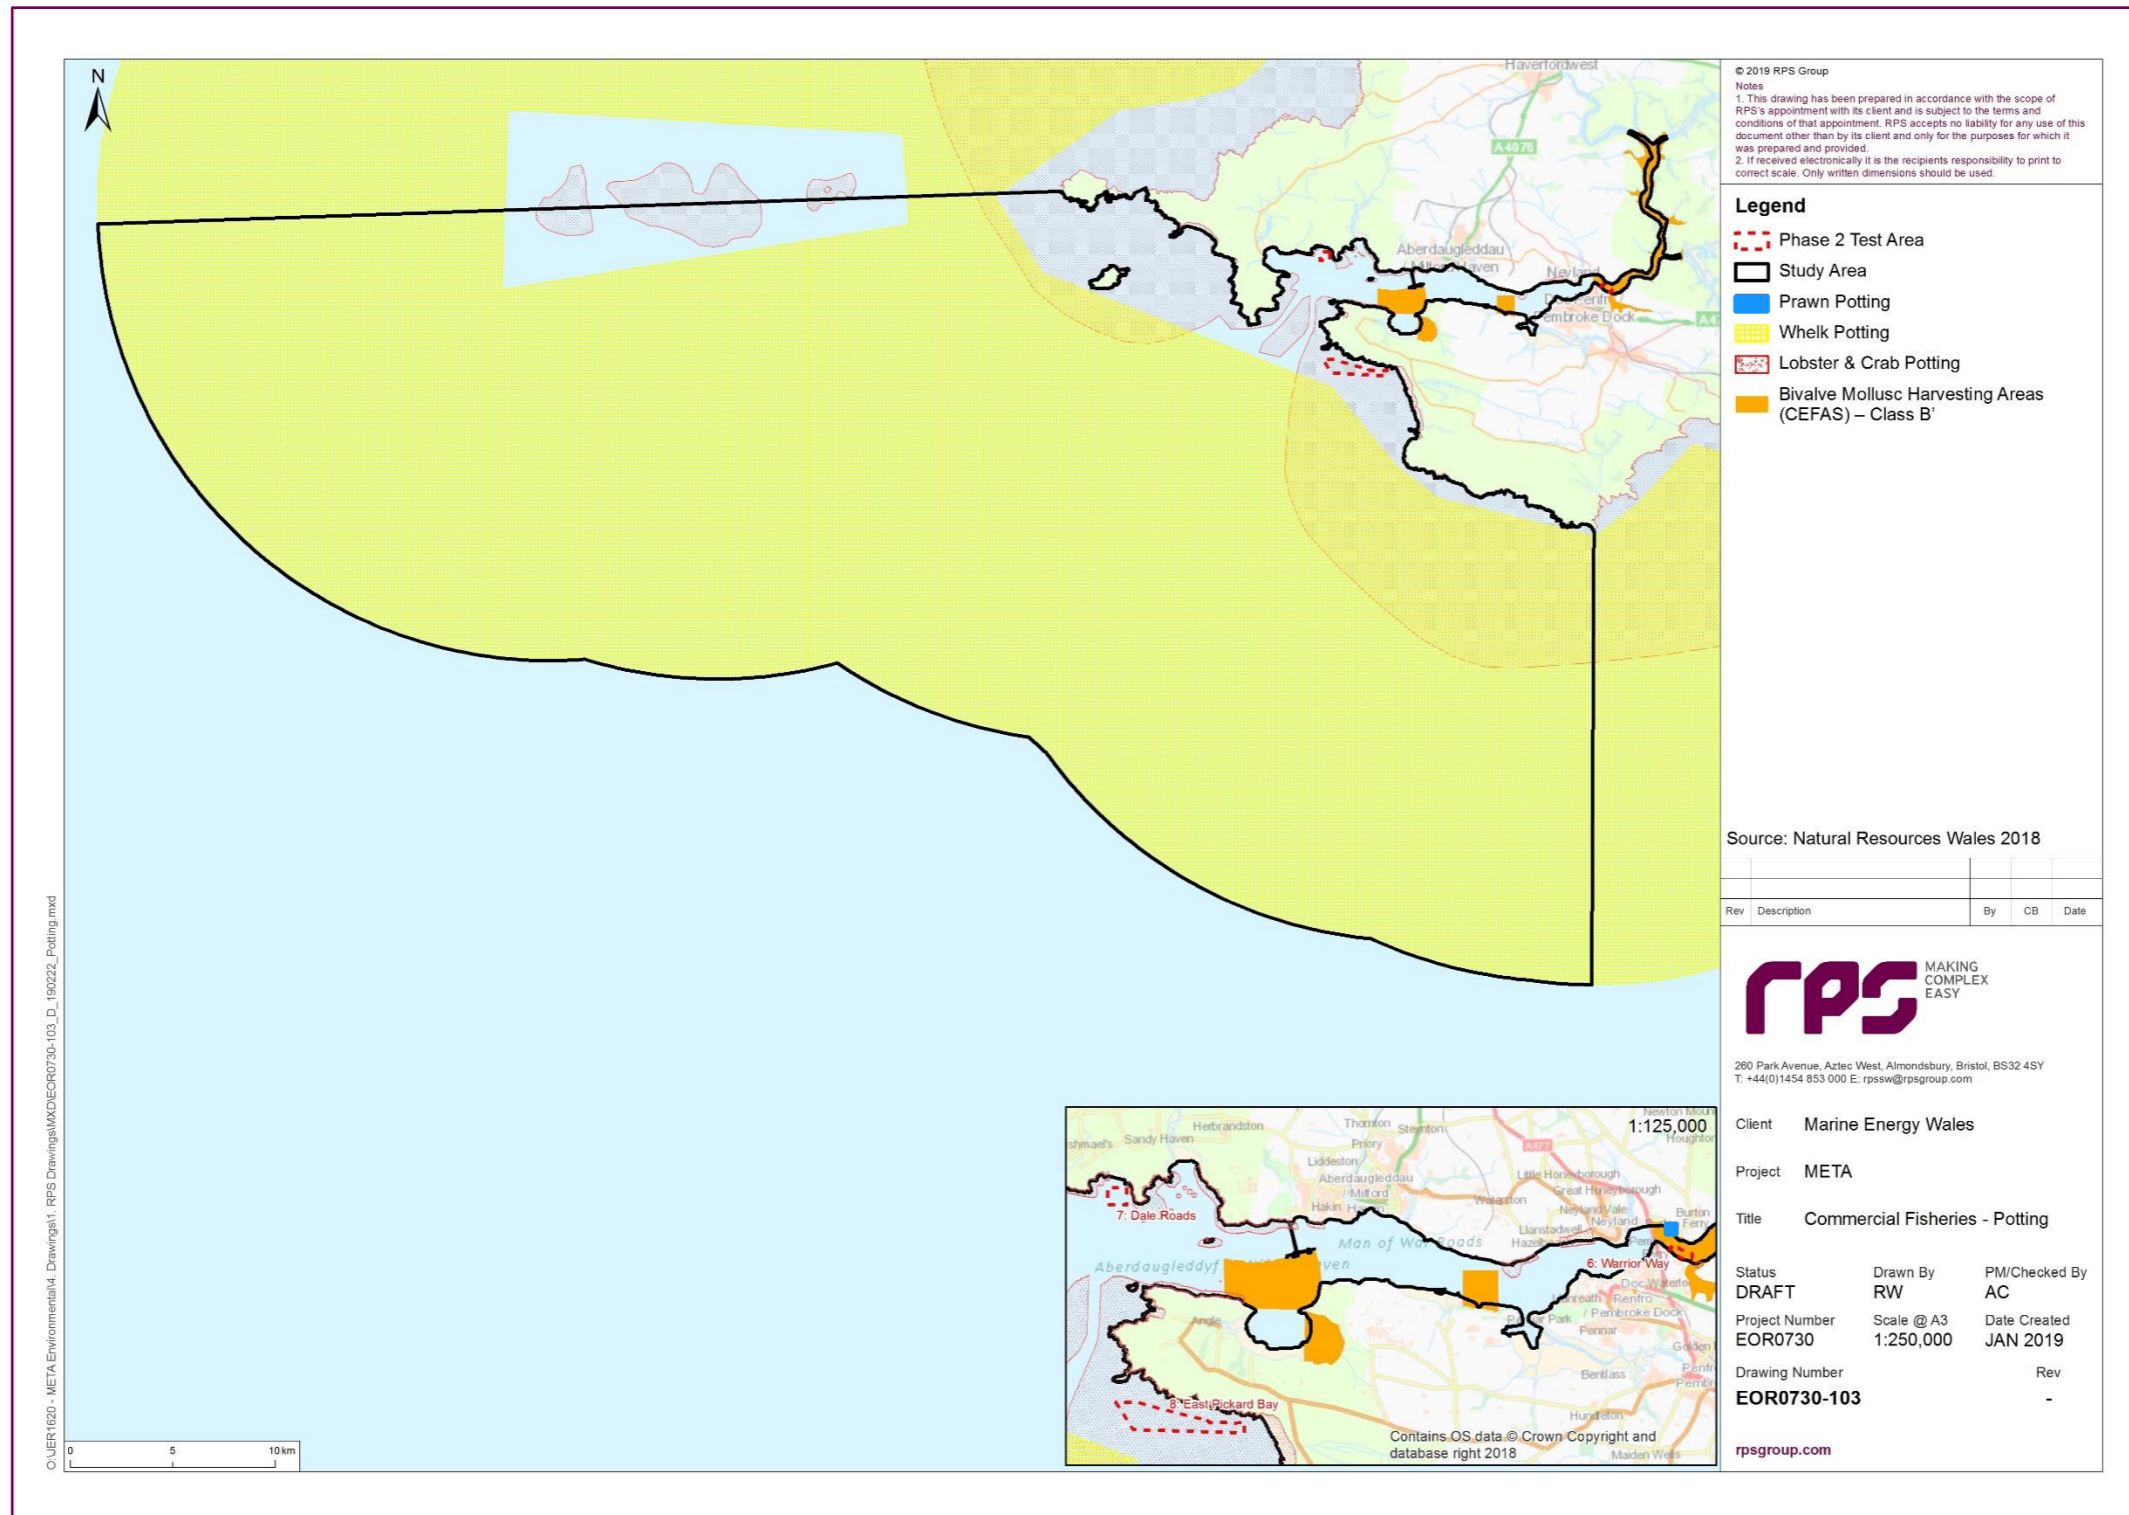 N
Haverfordwest
A4076
Aberdaugleddau
/ Milford Haven
Neyland
Pembroke Dock
0 5 10 km
O:\JER1620 - META Environmental\4. Drawings\1. RPS Drawings\MXD\EOR0730-103_D_190222_Potting.mxd
© 2019 RPS Group
Notes
1. This drawing has been prepared in accordance with the scope of
RPS's appointment with its client and is subject to the terms and
conditions of that appointment. RPS accepts no liability for any use of this
document other than by its client and only for the purposes for which it
was prepared and provided.
2. If received electronically it is the recipients responsibility to print to
correct scale. Only written dimensions should be used.
Legend
Phase 2 Test Area
Study Area
Prawn Potting
Whelk Potting
Lobster & Crab Potting
Bivalve Mollusc Harvesting Areas
(CEFAS) – Class B'
Source: Natural Resources Wales 2018
Rev Description By CB Date
rps
MAKING
COMPLEX
EASY
260 Park Avenue, Aztec West, Almondsbury, Bristol, BS32 4SY
T: +44(0)1454 853 000 E: rpssw@rpsgroup.com
Client Marine Energy Wales
Project META
Title Commercial Fisheries - Potting
Status Drawn By PM/Checked By
DRAFT RW AC
Project Number Scale @ A3 Date Created
EOR0730 1:250,000 JAN 2019
Drawing Number Rev
EOR0730-103 -
rpsgroup.com
1:125,000
Herbrandston
Thornton
Steynton
Houghton
Sandy Haven
Priory
A477
Liddeston
Aberdaugleddau
/ Milford
Hakin
Little Honeyborough
Great Honeyborough
Waterston
Neyland Vale
Burton
Ferry
Llanstadwell
Neyland
7: Dale Roads
Man of War Roads
6: Warrior Way
/ Pembroke Dock
Angle
Pennar
Bentlass
8: East Pickard Bay
Hundleton
Maiden Wells
Contains OS data © Crown Copyright and
database right 2018